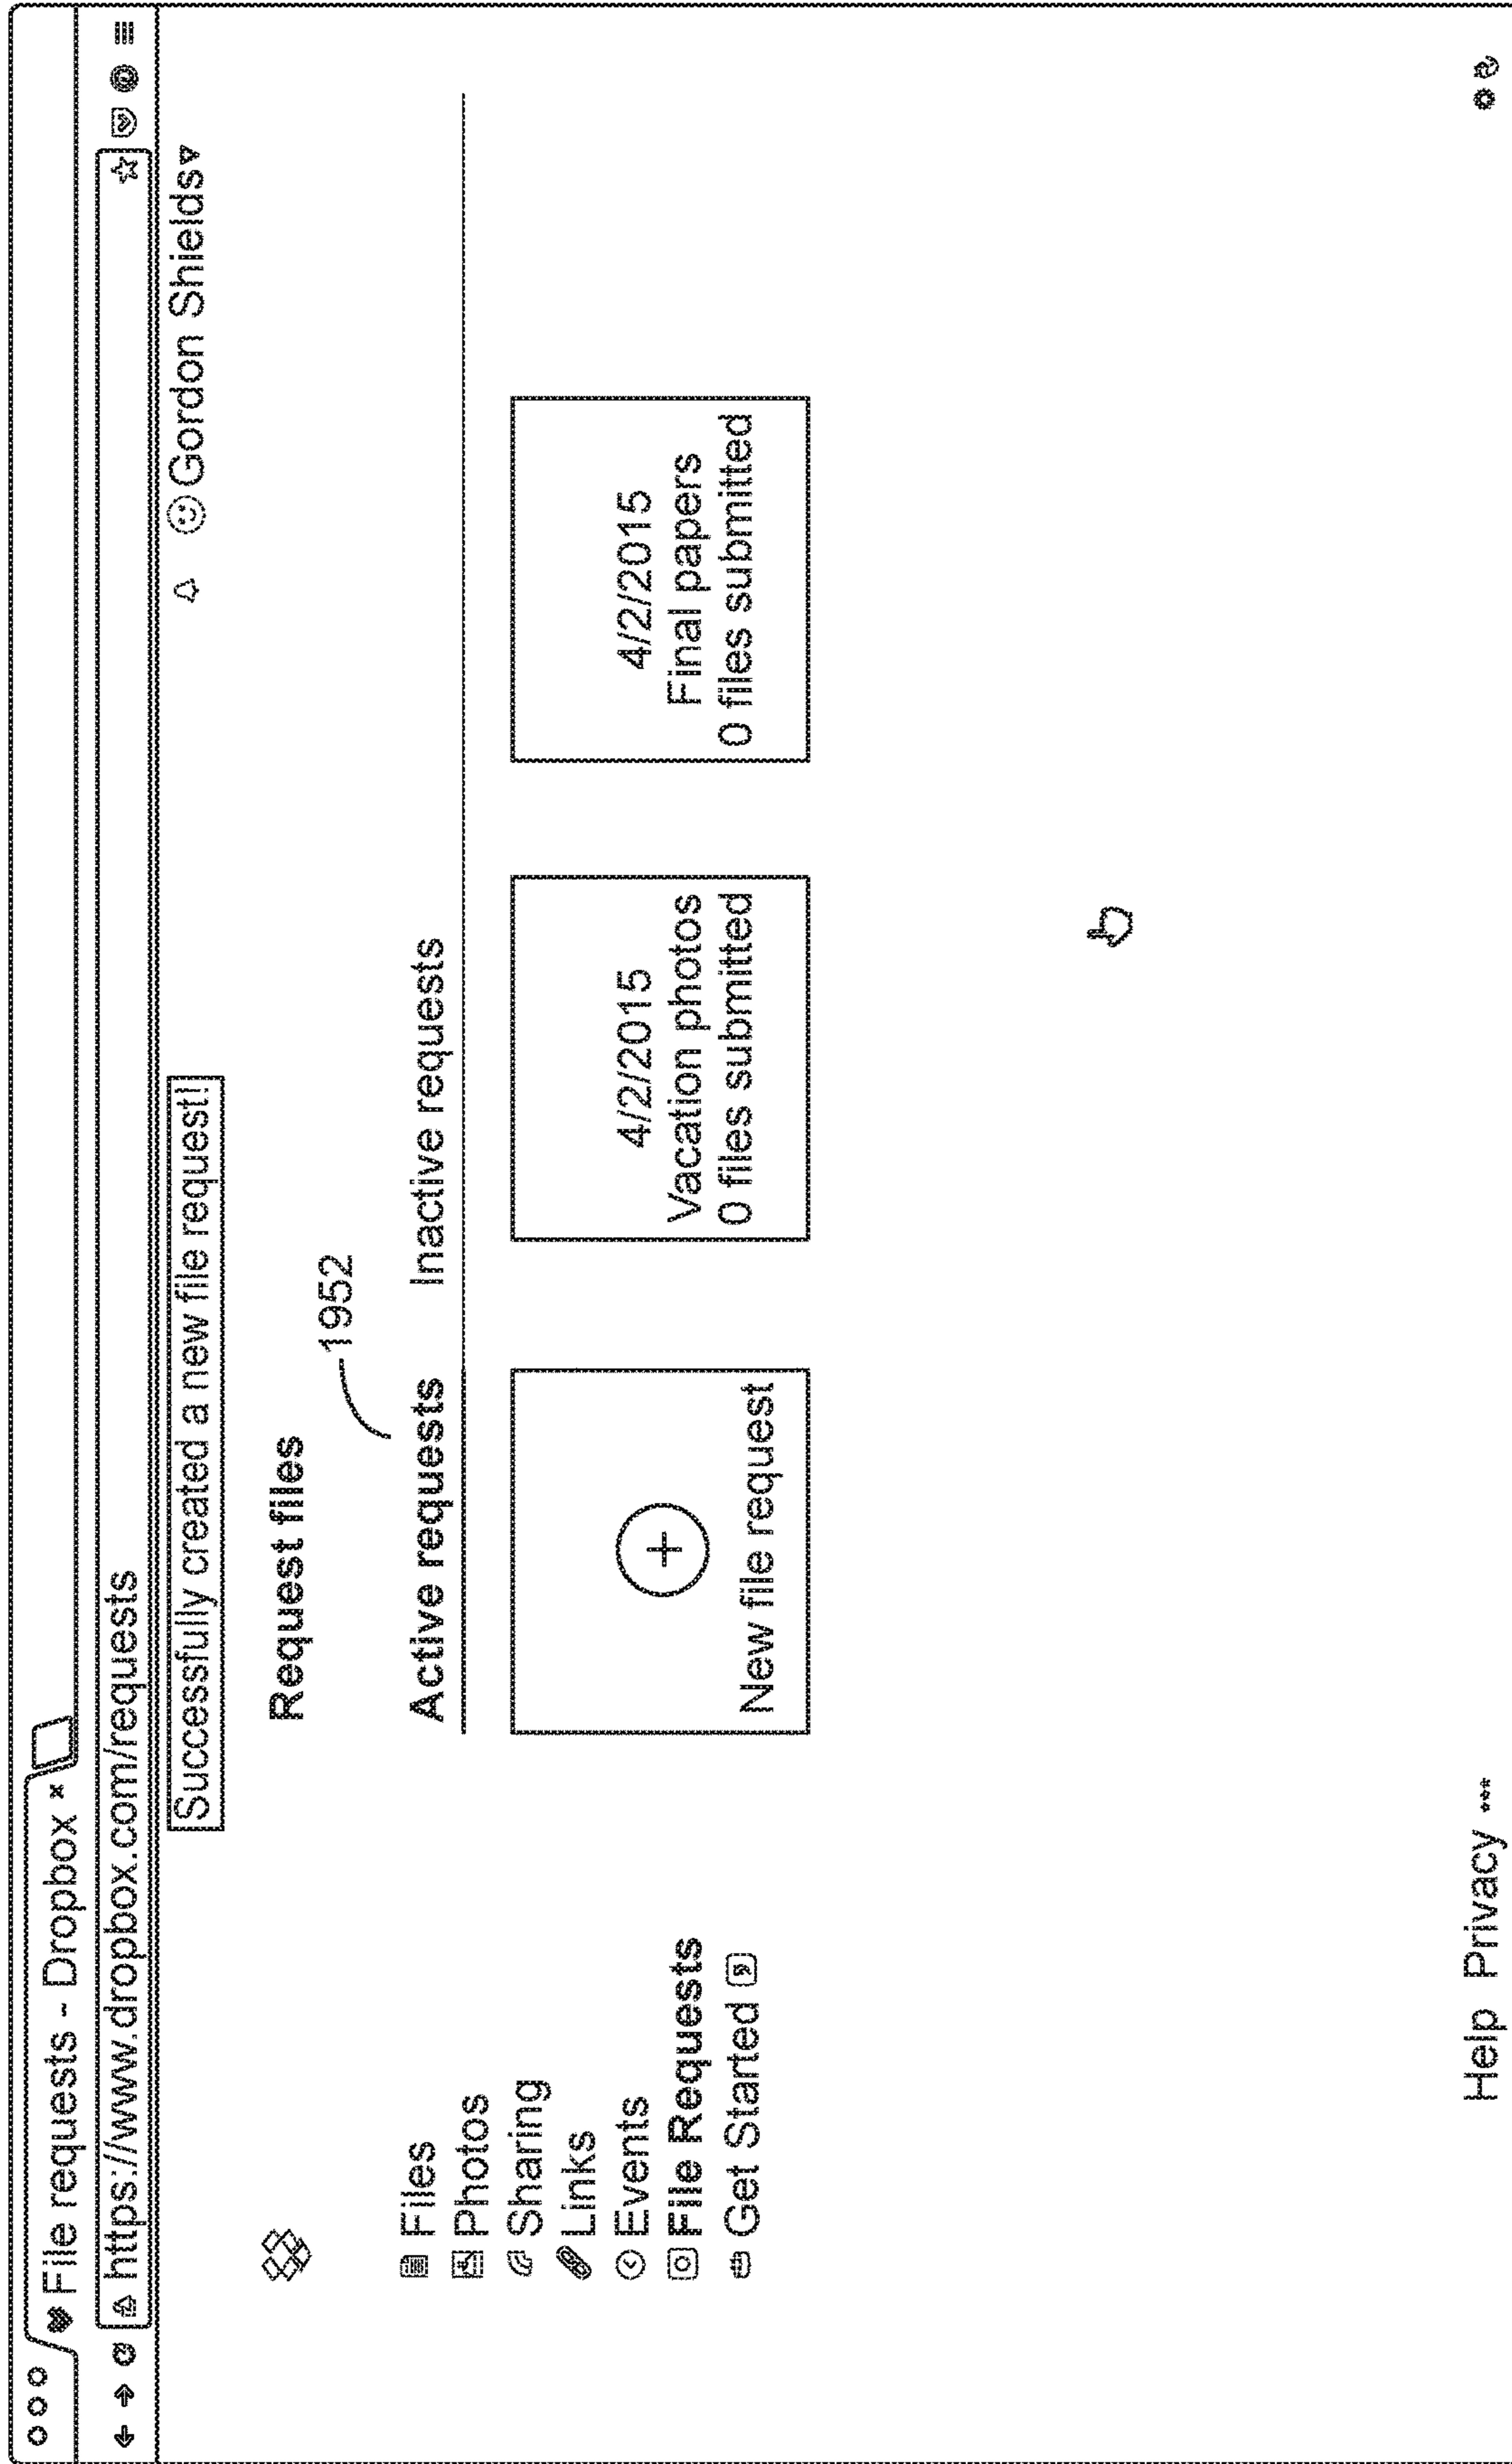 File requests - Dropbox ×
https://www.dropbox.com/requests
Successfully created a new file request!
Gordon Shields
Request files
1952
Active requests Inactive requests
Files
Photos
Sharing
Links
Events
File Requests
Get Started
New file request
4/2/2015
Vacation photos
0 files submitted
4/2/2015
Final papers
0 files submitted
Help Privacy •••